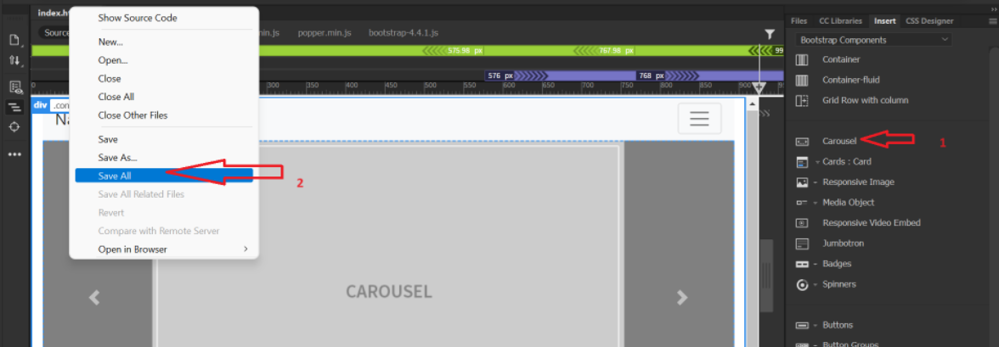 index.h
Source
in.js
popper.min.js
bootstrap-4.4.1.js
Show Source Code
New...
Open...
Close
Close All
Close Other Files
Save
Save As...
Save All
Save All Related Files
Revert
Compare with Remote Server
Open in Browser
2
575.98 px
767.98 px
99
576 px
768 px
0
300
350
400
450
500
550
600
650
700
750
800
850
900
div
.con
Na
CAROUSEL
Files
CC Libraries
Insert
CSS Designer
Bootstrap Components
Container
Container-fluid
Grid Row with column
Carousel
1
Cards : Card
Responsive Image
Media Object
Responsive Video Embed
Jumbotron
Badges
Spinners
Buttons
Button Groups